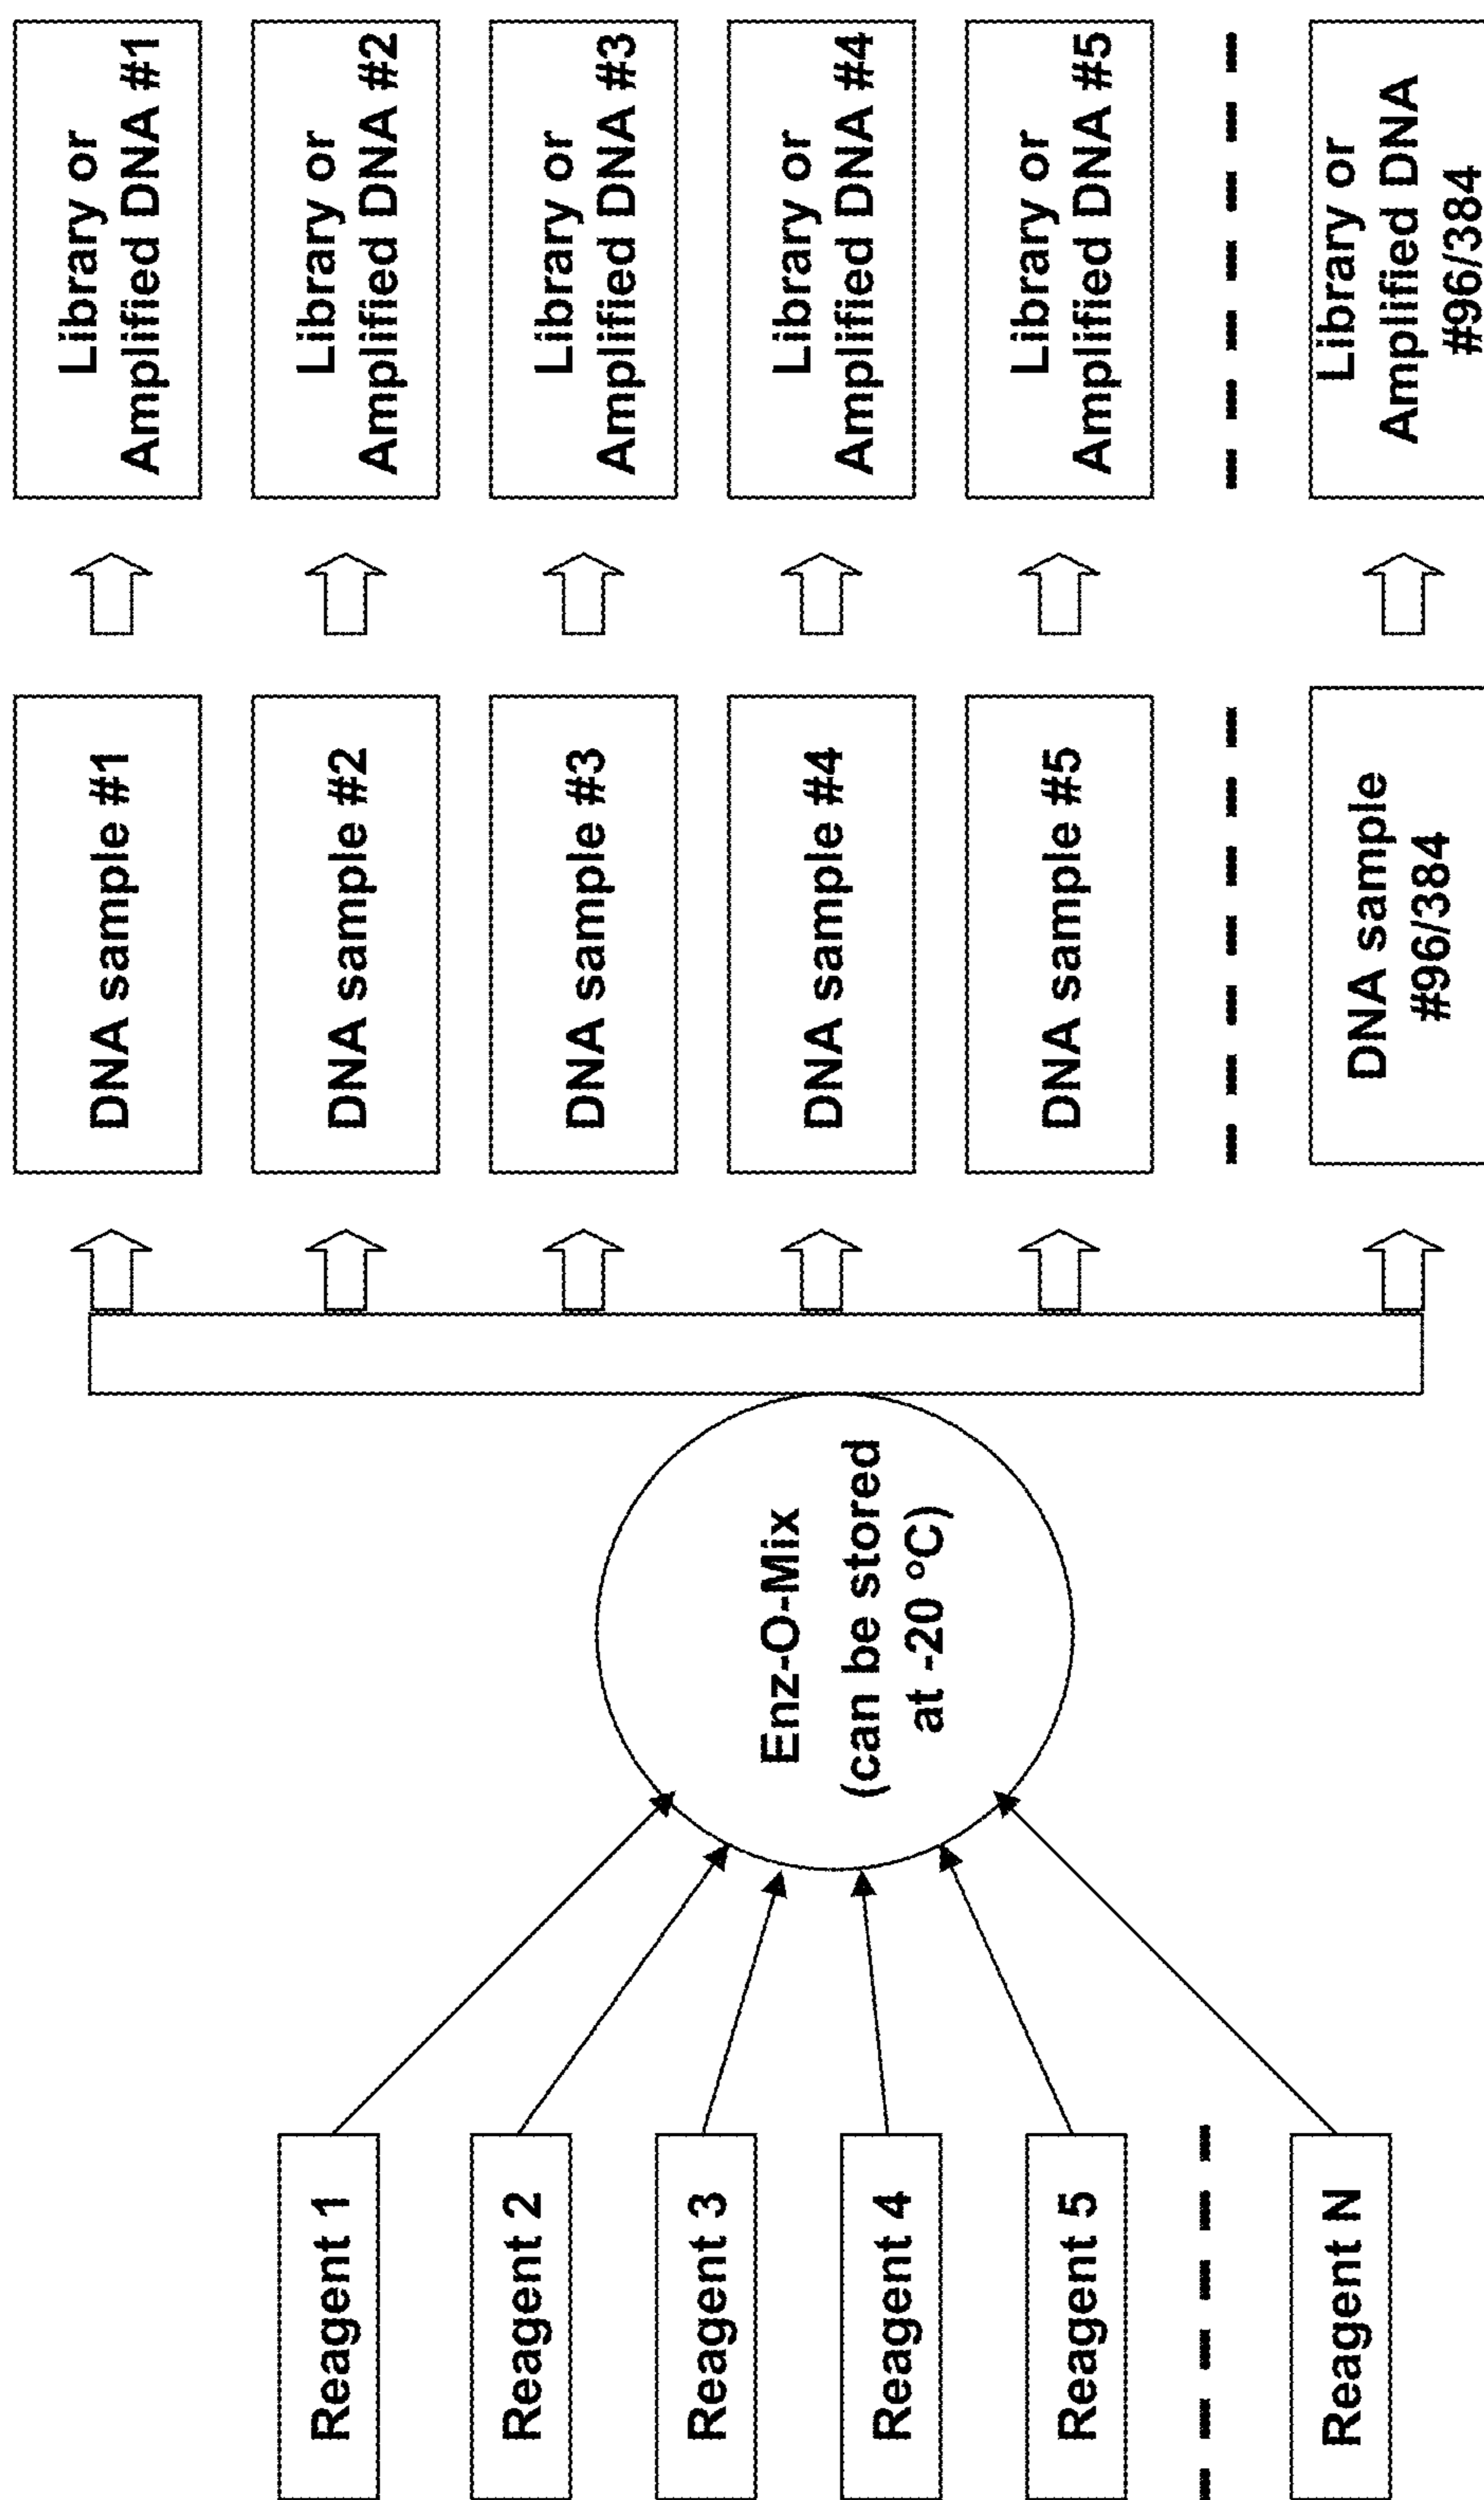 Reagent 1
Reagent 2
Reagent 3
Reagent 4
Reagent 5
Reagent N
Enz-O-Mix
(can be stored
at -20 °C)
DNA sample #1
DNA sample #2
DNA sample #3
DNA sample #4
DNA sample #5
DNA sample
#96/384
Library or
Amplified DNA #1
Library or
Amplified DNA #2
Library or
Amplified DNA #3
Library or
Amplified DNA #4
Library or
Amplified DNA #5
Library or
Amplified DNA
#96/384